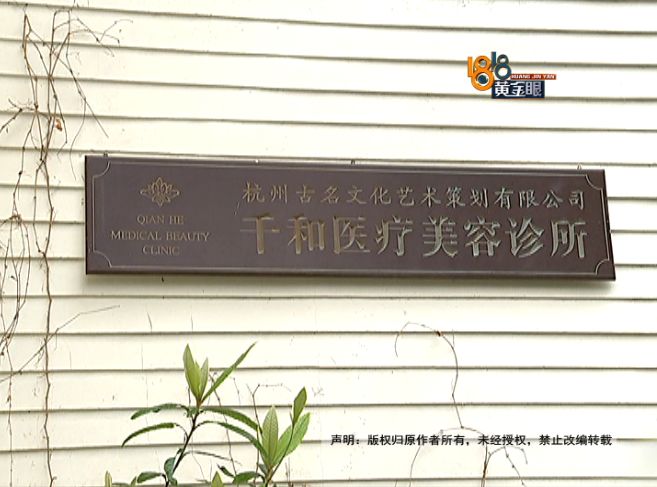 1818
HUANG JIN YAN
黄金眼
杭州古名文化艺术策划有限公司
千和医疗美容诊所
QIAN HE
MEDICAL BEAUTY
CLINIC
声明：版权归原作者所有，未经授权，禁止改编转载